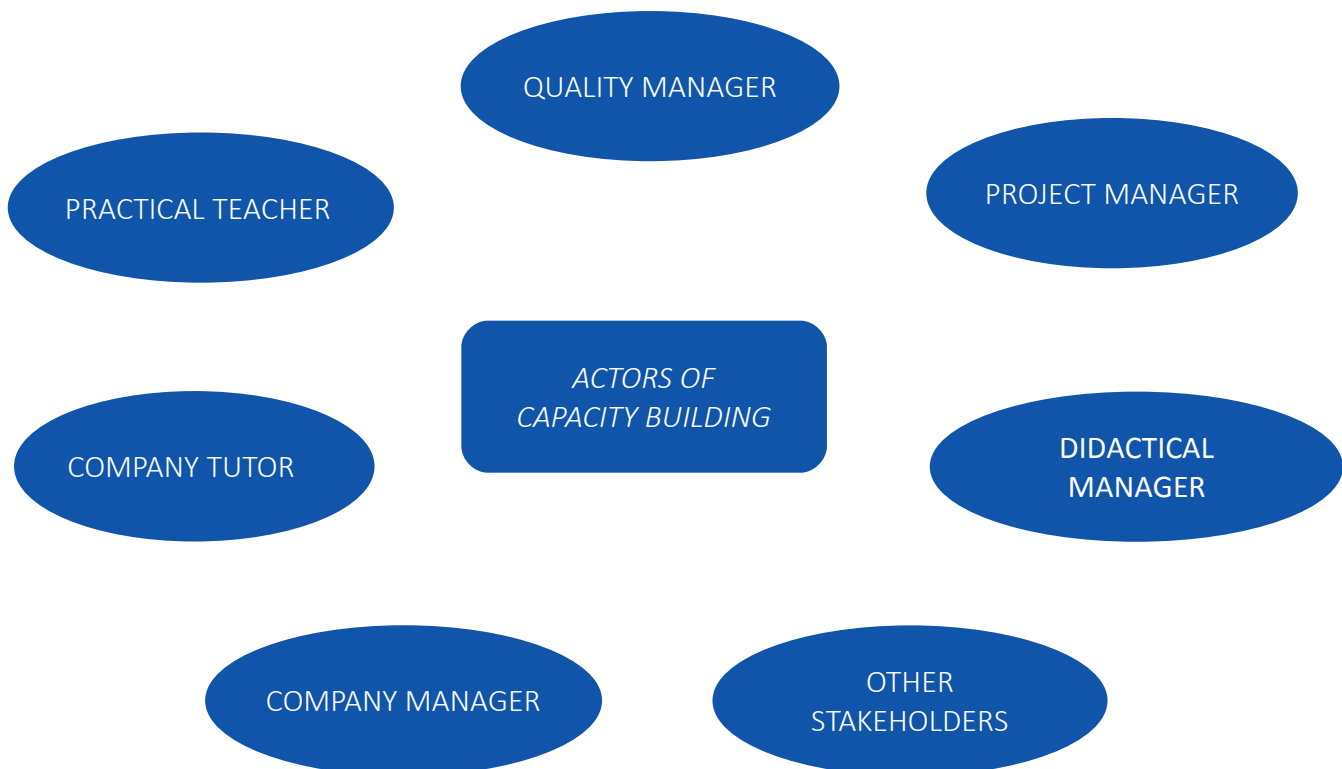 QUALITY MANAGER
PRACTICAL TEACHER
PROJECT MANAGER
ACTORS OF
CAPACITY BUILDING
COMPANY TUTOR
DIDACTICAL
MANAGER
COMPANY MANAGER
OTHER
STAKEHOLDERS